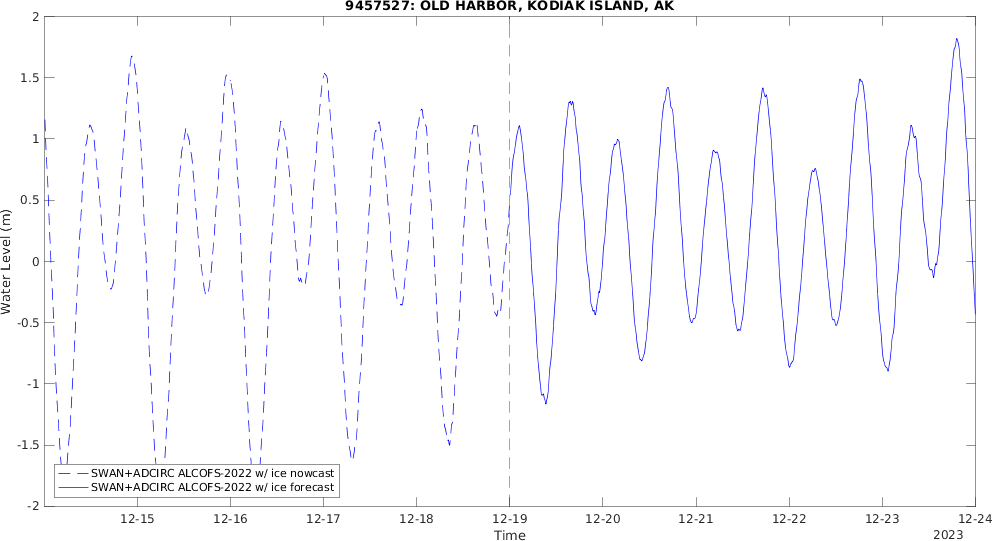 9457527: OLD HARBOR, KODIAK ISLAND, AK
2
1.5
1
0.5
0
-0.5
-1
-1.5
-2
Water Level (m)
SWAN+ADCIRC ALCOFS-2022 w/ ice nowcast
SWAN+ADCIRC ALCOFS-2022 w/ ice forecast
12-15 12-16 12-17 12-18 12-19 12-20 12-21 12-22 12-23 12-24
Time
2023